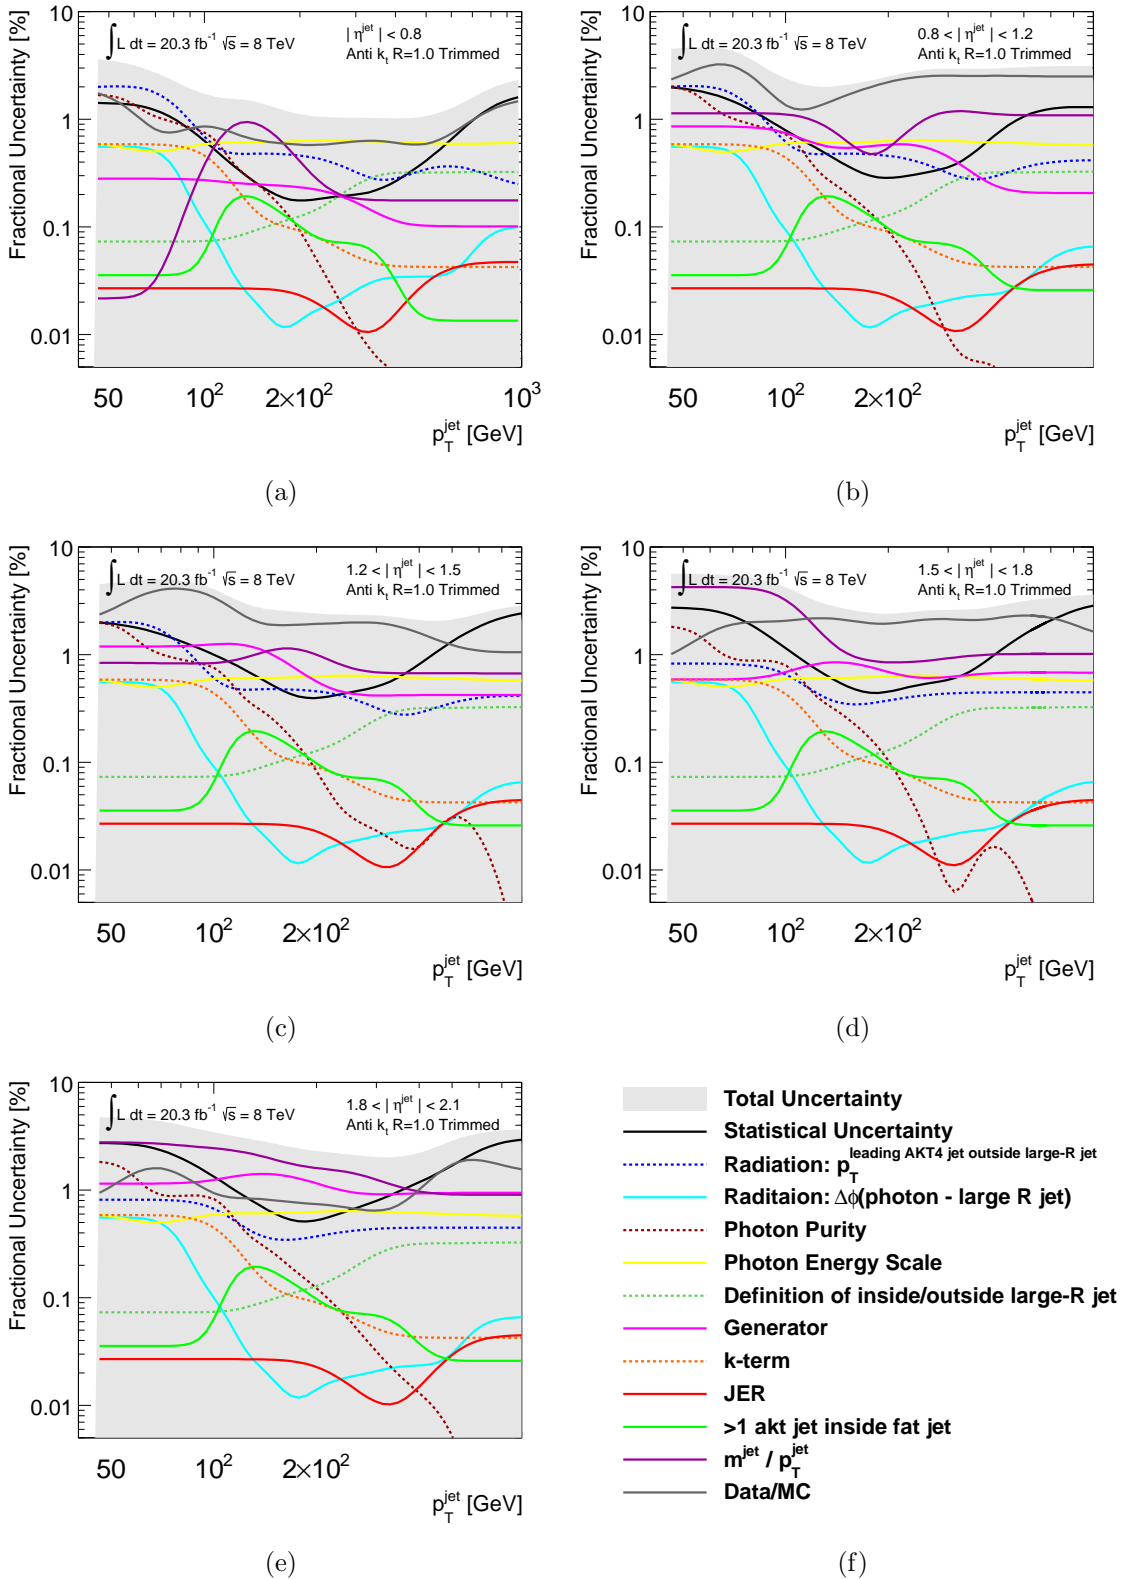 Fractional Uncertainty [%]
10
1
0.1
0.01
∫ L dt = 20.3 fb⁻¹ √s = 8 TeV
| η^jet | < 0.8
Anti k_t R=1.0 Trimmed
50
10²
2×10²
10³
p_T^jet [GeV]
(a)
Fractional Uncertainty [%]
10
1
0.1
0.01
∫ L dt = 20.3 fb⁻¹ √s = 8 TeV
0.8 < | η^jet | < 1.2
Anti k_t R=1.0 Trimmed
50
10²
2×10²
p_T^jet [GeV]
(b)
Fractional Uncertainty [%]
10
1
0.1
0.01
∫ L dt = 20.3 fb⁻¹ √s = 8 TeV
1.2 < | η^jet | < 1.5
Anti k_t R=1.0 Trimmed
50
10²
2×10²
p_T^jet [GeV]
(c)
Fractional Uncertainty [%]
10
1
0.1
0.01
∫ L dt = 20.3 fb⁻¹ √s = 8 TeV
1.5 < | η^jet | < 1.8
Anti k_t R=1.0 Trimmed
50
10²
2×10²
p_T^jet [GeV]
(d)
Fractional Uncertainty [%]
10
1
0.1
0.01
∫ L dt = 20.3 fb⁻¹ √s = 8 TeV
1.8 < | η^jet | < 2.1
Anti k_t R=1.0 Trimmed
50
10²
2×10²
p_T^jet [GeV]
(e)
Total Uncertainty
Statistical Uncertainty
Radiation: p_T^leading AKT4 jet outside large-R jet
Raditaion: Δϕ(photon - large R jet)
Photon Purity
Photon Energy Scale
Definition of inside/outside large-R jet
Generator
k-term
JER
>1 akt jet inside fat jet
m^jet / p_T^jet
Data/MC
(f)